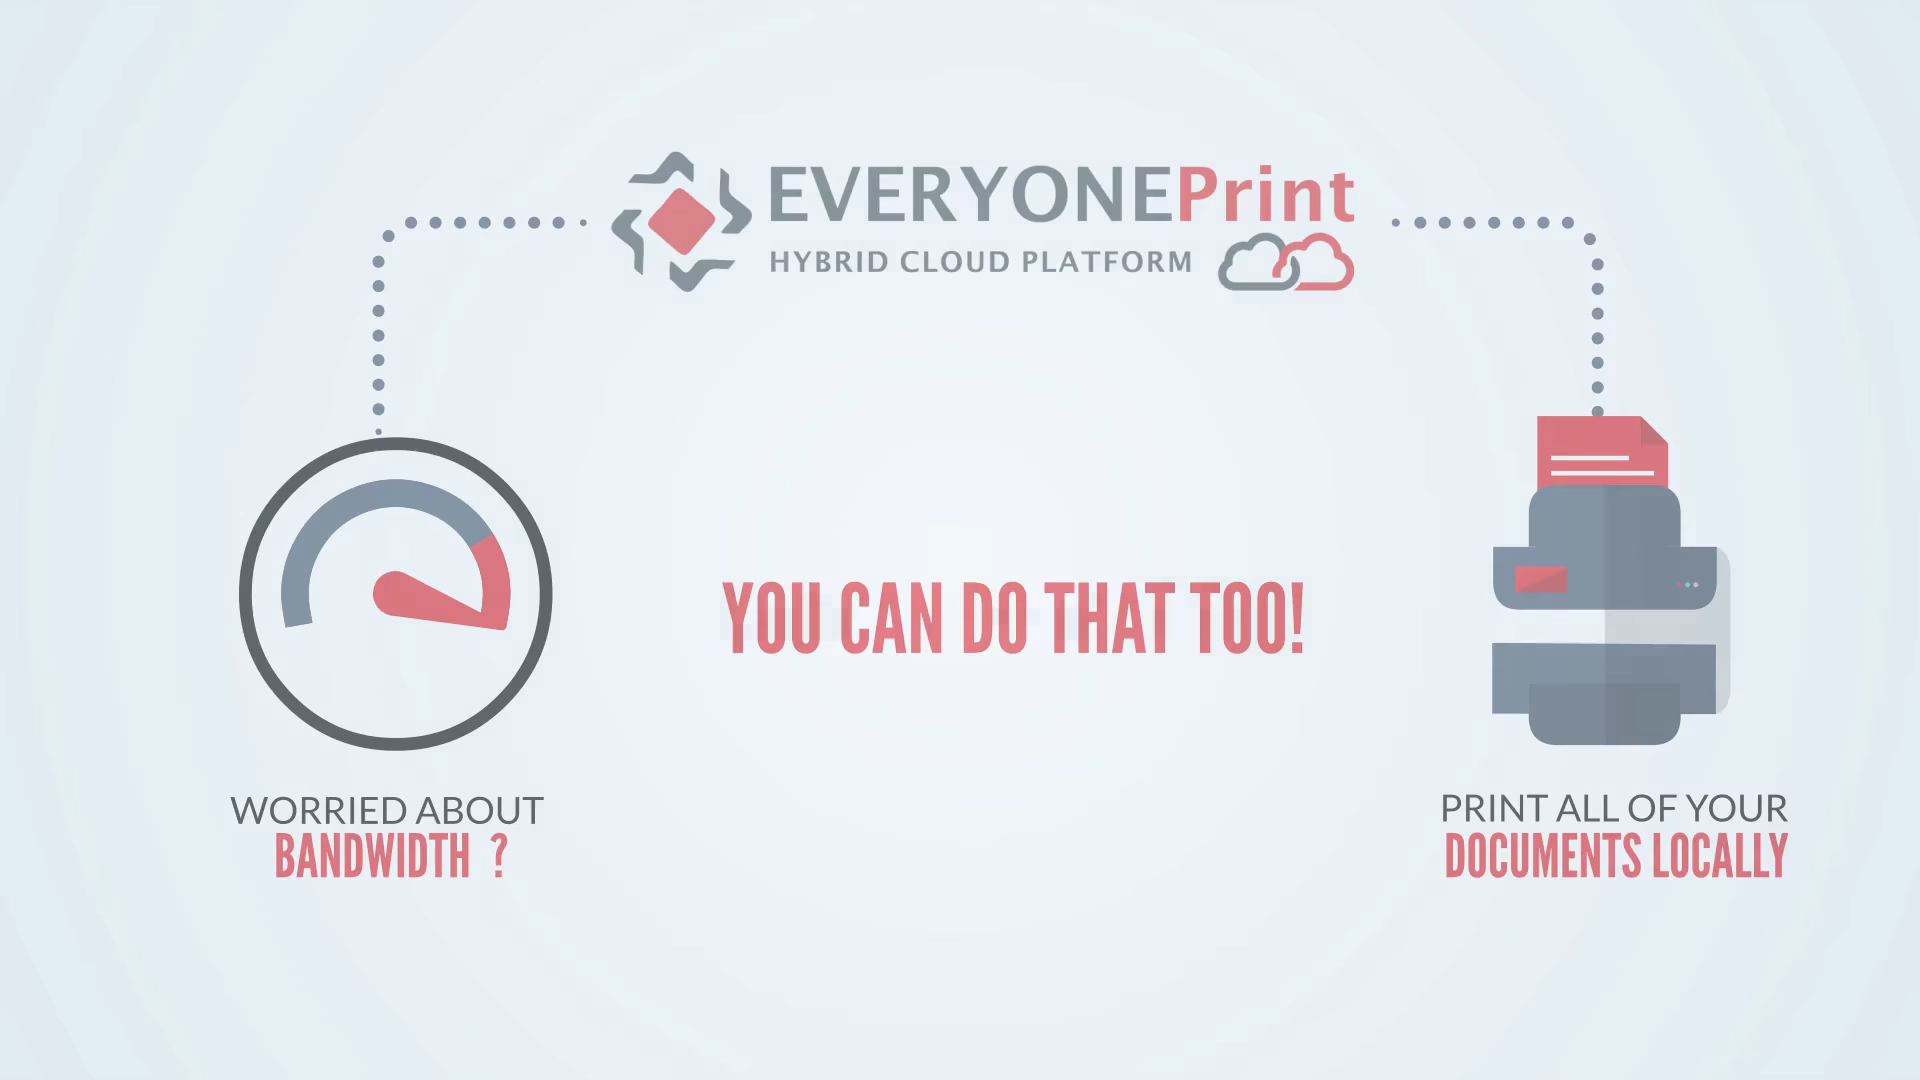 EVERYONEPrint
HYBRID CLOUD PLATFORM
YOU CAN DO THAT TOO!
WORRIED ABOUT
BANDWIDTH ?
PRINT ALL OF YOUR
DOCUMENTS LOCALLY